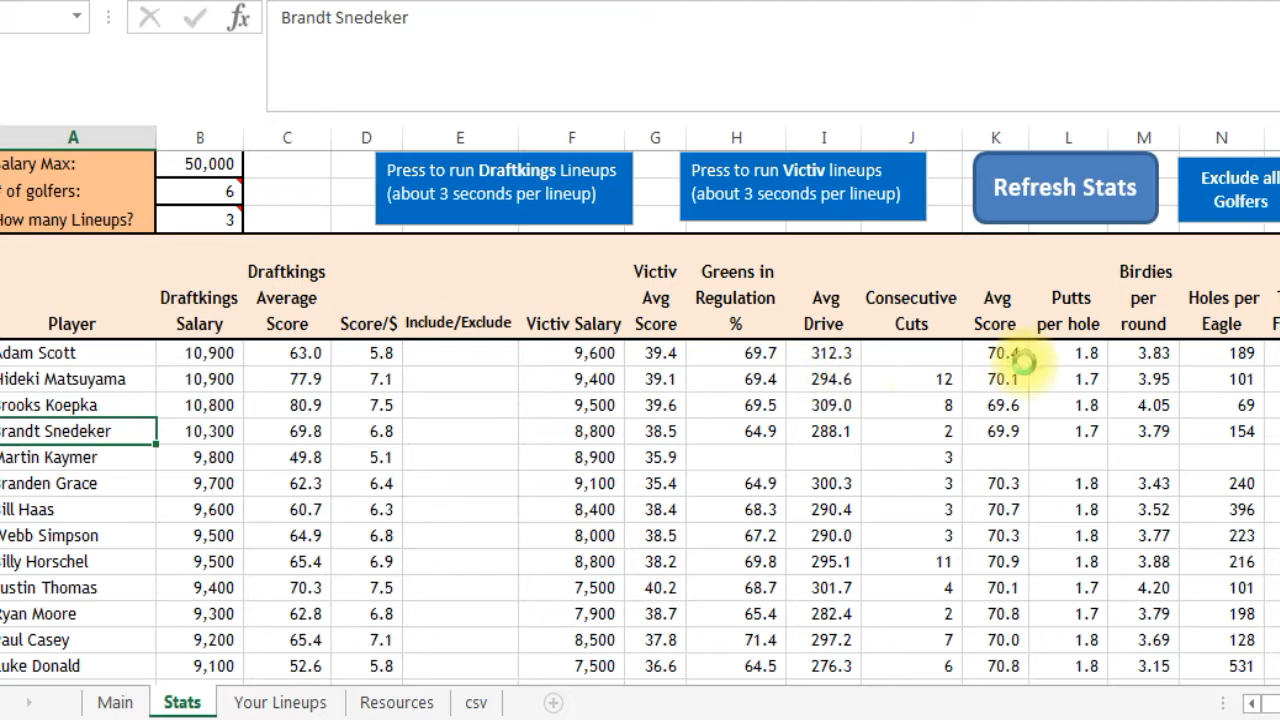 Brandt Snedeker
A B C D E F G H I J K L M N
Salary Max: 50,000
# of golfers: 6
How many Lineups? 3
Press to run Draftkings Lineups
(about 3 seconds per lineup)
Press to run Victiv lineups
(about 3 seconds per lineup)
Refresh Stats
Exclude all
Golfers
Player
Draftkings
Salary
Draftkings
Average
Score
Score/$
Include/Exclude
Victiv Salary
Victiv
Avg
Score
Greens in
Regulation
%
Avg
Drive
Consecutive
Cuts
Avg
Score
Putts
per hole
Birdies
per
round
Holes per
Eagle
Adam Scott 10,900 63.0 5.8 9,600 39.4 69.7 312.3 70.4 1.8 3.83 189
Hideki Matsuyama 10,900 77.9 7.1 9,400 39.1 69.4 294.6 12 70.1 1.7 3.95 101
Brooks Koepka 10,800 80.9 7.5 9,500 39.6 69.5 309.0 8 69.6 1.8 4.05 69
Brandt Snedeker 10,300 69.8 6.8 8,800 38.5 64.9 288.1 2 69.9 1.7 3.79 154
Martin Kaymer 9,800 49.8 5.1 8,900 35.9 3
Branden Grace 9,700 62.3 6.4 9,100 35.4 64.9 300.3 3 70.3 1.8 3.43 240
Bill Haas 9,600 60.7 6.3 8,400 38.4 68.3 290.4 3 70.7 1.8 3.52 396
Webb Simpson 9,500 64.9 6.8 8,000 38.5 67.2 290.0 3 70.3 1.8 3.77 223
Billy Horschel 9,500 65.4 6.9 8,800 38.2 69.8 295.1 11 70.9 1.8 3.88 216
Justin Thomas 9,400 70.3 7.5 7,500 40.2 68.7 301.7 4 70.1 1.7 4.20 101
Ryan Moore 9,300 62.8 6.8 7,900 38.7 65.4 282.4 2 70.8 1.7 3.79 198
Paul Casey 9,200 65.4 7.1 8,500 37.8 71.4 297.2 7 70.0 1.8 3.69 128
Luke Donald 9,100 52.6 5.8 7,500 36.6 64.5 276.3 6 70.8 1.8 3.15 531
Main Stats Your Lineups Resources csv